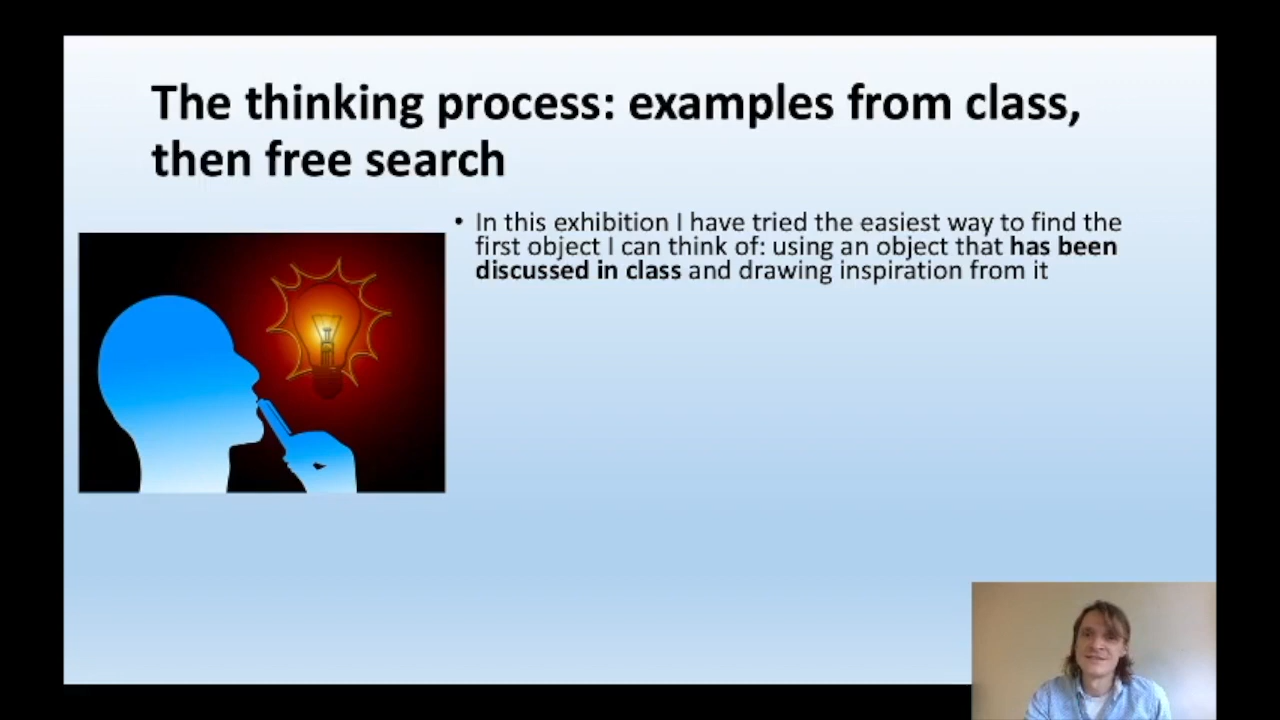 The thinking process: examples from class,
then free search
• In this exhibition I have tried the easiest way to find the
first object I can think of: using an object that has been
discussed in class and drawing inspiration from it